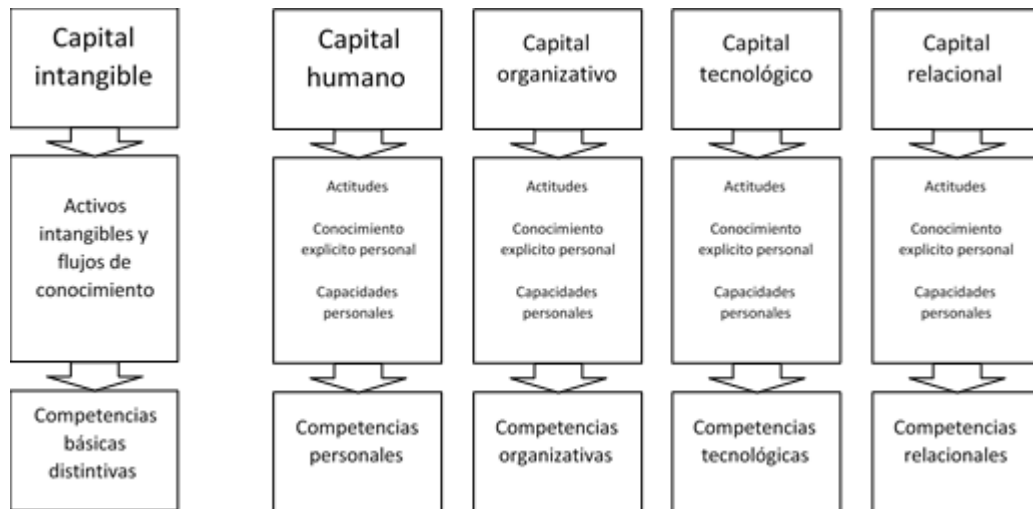 Capital
intangible
Capital
humano
Capital
organizativo
Capital
tecnológico
Capital
relacional
Activos
intangibles y
flujos de
conocimiento
Actitudes
Conocimiento
explicito personal
Capacidades
personales
Actitudes
Conocimiento
explicito personal
Capacidades
personales
Actitudes
Conocimiento
explicito personal
Capacidades
personales
Actitudes
Conocimiento
explicito personal
Capacidades
personales
Competencias
básicas
distintivas
Competencias
personales
Competencias
organizativas
Competencias
tecnológicas
Competencias
relacionales